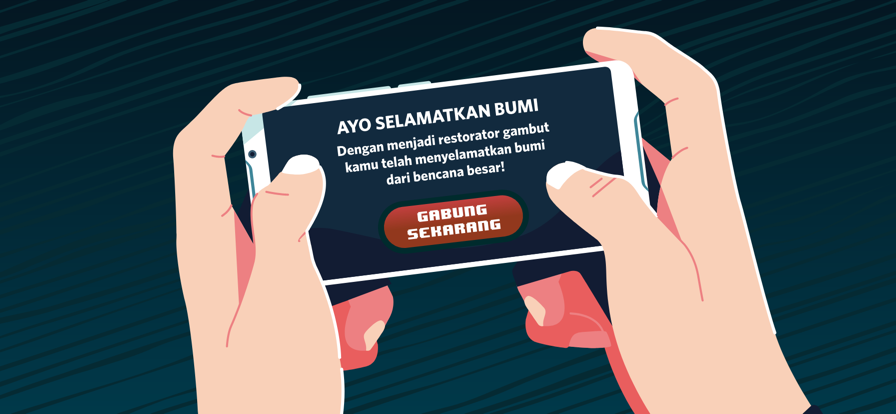 AYO SELAMATKAN BUMI
Dengan menjadi restorator gambut
kamu telah menyelamatkan bumi
dari bencana besar!
GABUNG
SEKARANG